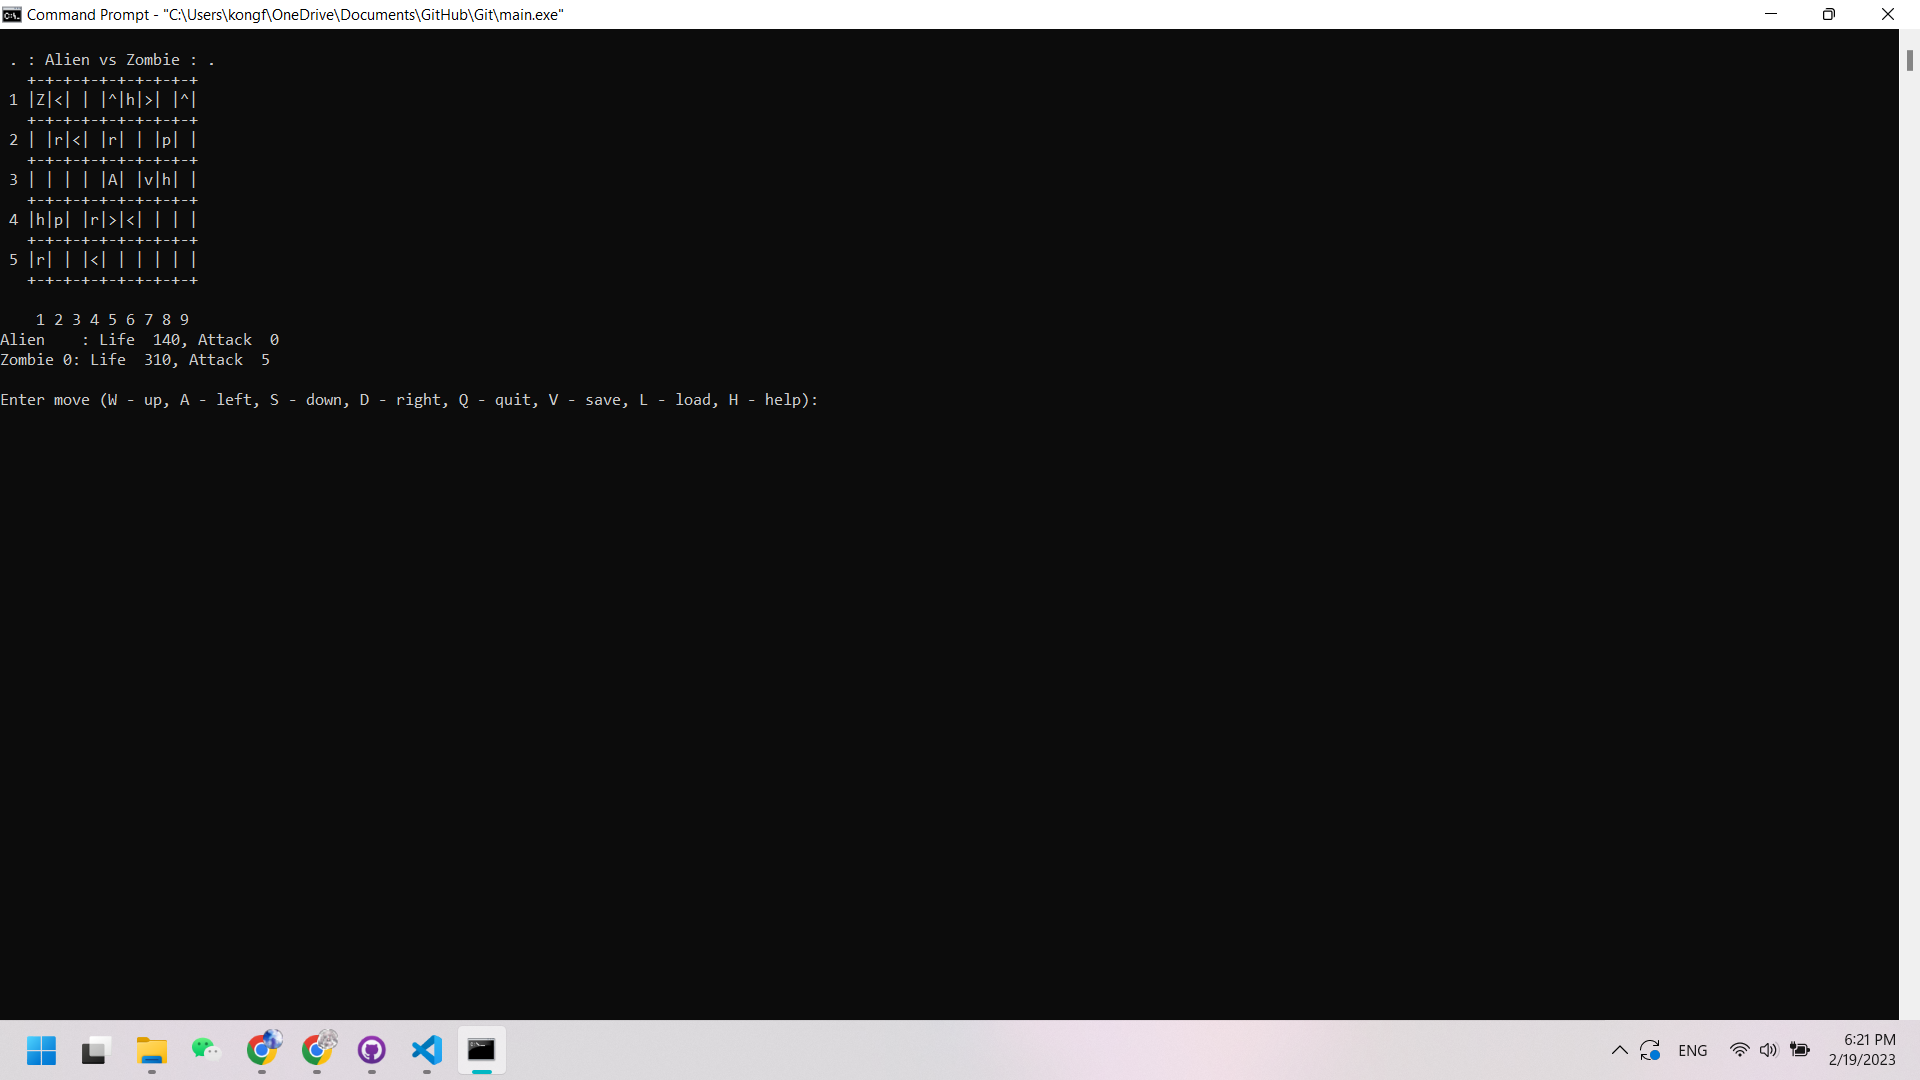 Command Prompt - "C:\Users\kongf\OneDrive\Documents\GitHub\Git\main.exe"
. : Alien vs Zombie : .
+-+-+-+-+-+-+-+-+-+
1 |Z|<| | |^|h|>| |^|
+-+-+-+-+-+-+-+-+-+
2 | |r|<| |r| | |p| |
+-+-+-+-+-+-+-+-+-+
3 | | | | |A| |v|h| |
+-+-+-+-+-+-+-+-+-+
4 |h|p| |r|>|<| | | |
+-+-+-+-+-+-+-+-+-+
5 |r| | |<| | | | | |
+-+-+-+-+-+-+-+-+-+
1 2 3 4 5 6 7 8 9
Alien    : Life  140, Attack  0
Zombie 0: Life  310, Attack  5
Enter move (W - up, A - left, S - down, D - right, Q - quit, V - save, L - load, H - help):
ENG
6:21 PM
2/19/2023